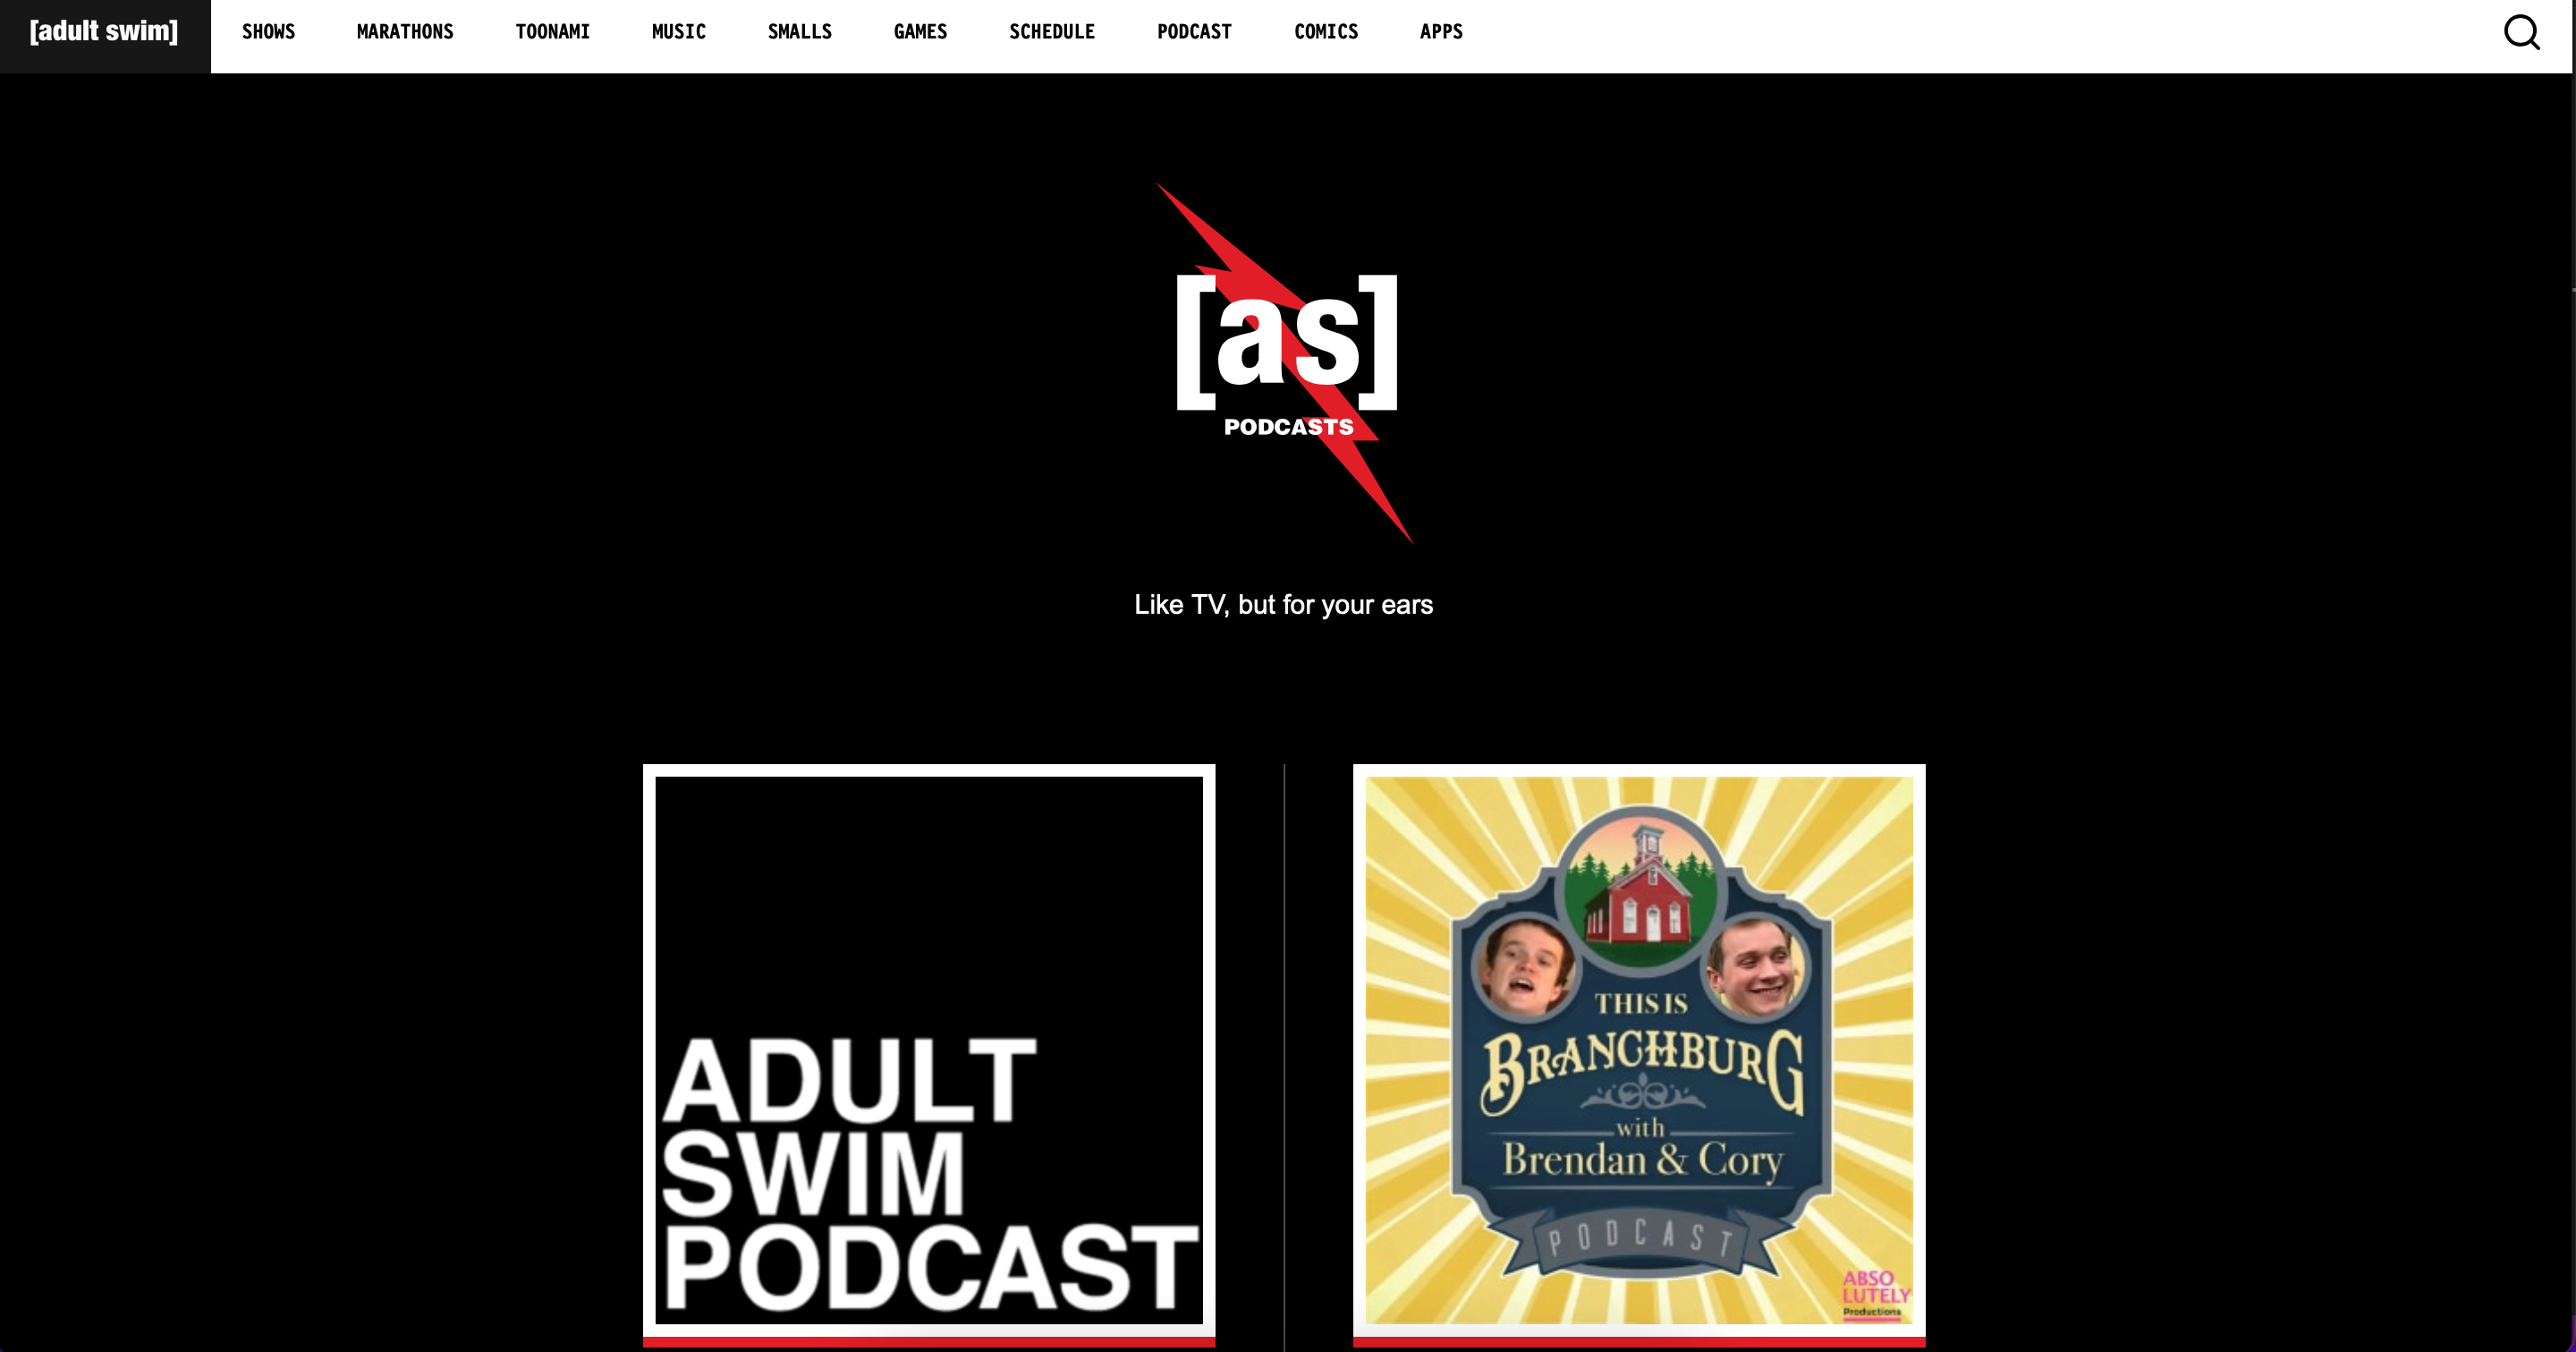 [adult swim]
SHOWS
MARATHONS
TOONAMI
MUSIC
SMALLS
GAMES
SCHEDULE
PODCAST
COMICS
APPS
[as]
PODCASTS
Like TV, but for your ears
ADULT
SWIM
PODCAST
THIS IS
BRANCHBURG
with
Brendan & Cory
PODCAST
ABSO
LUTELY
Productions